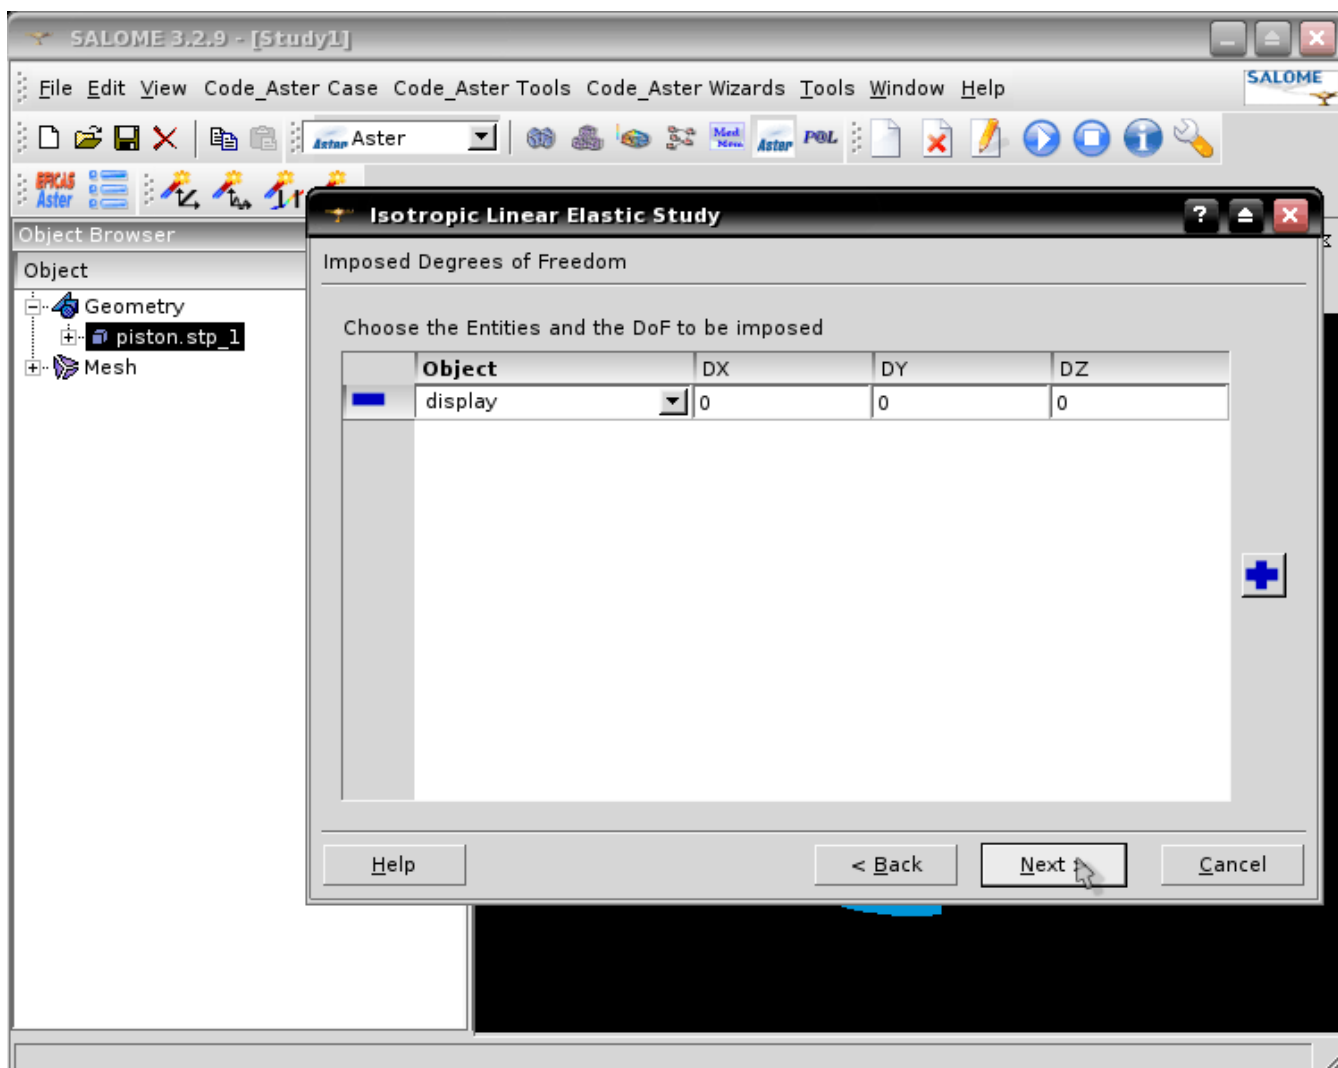 SALOME 3.2.9 - [Study1]
File Edit View Code_Aster Case Code_Aster Tools Code_Aster Wizards Tools Window Help
SALOME
Aster Aster Med Aster POL
EFICAS
Aster
Isotropic Linear Elastic Study
Object Browser
Imposed Degrees of Freedom
Object
Geometry
piston.stp_1
Mesh
Choose the Entities and the DoF to be imposed
Object DX DY DZ
display 0 0 0
Help < Back Next > Cancel